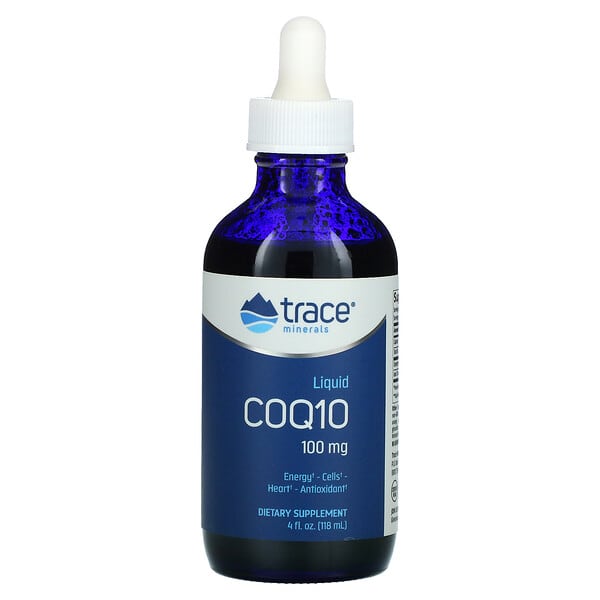 trace®
minerals
Liquid
COQ10
100 mg
Energy† - Cells† -
Heart† - Antioxidant†
DIETARY SUPPLEMENT
4 fl. oz. (118 mL)